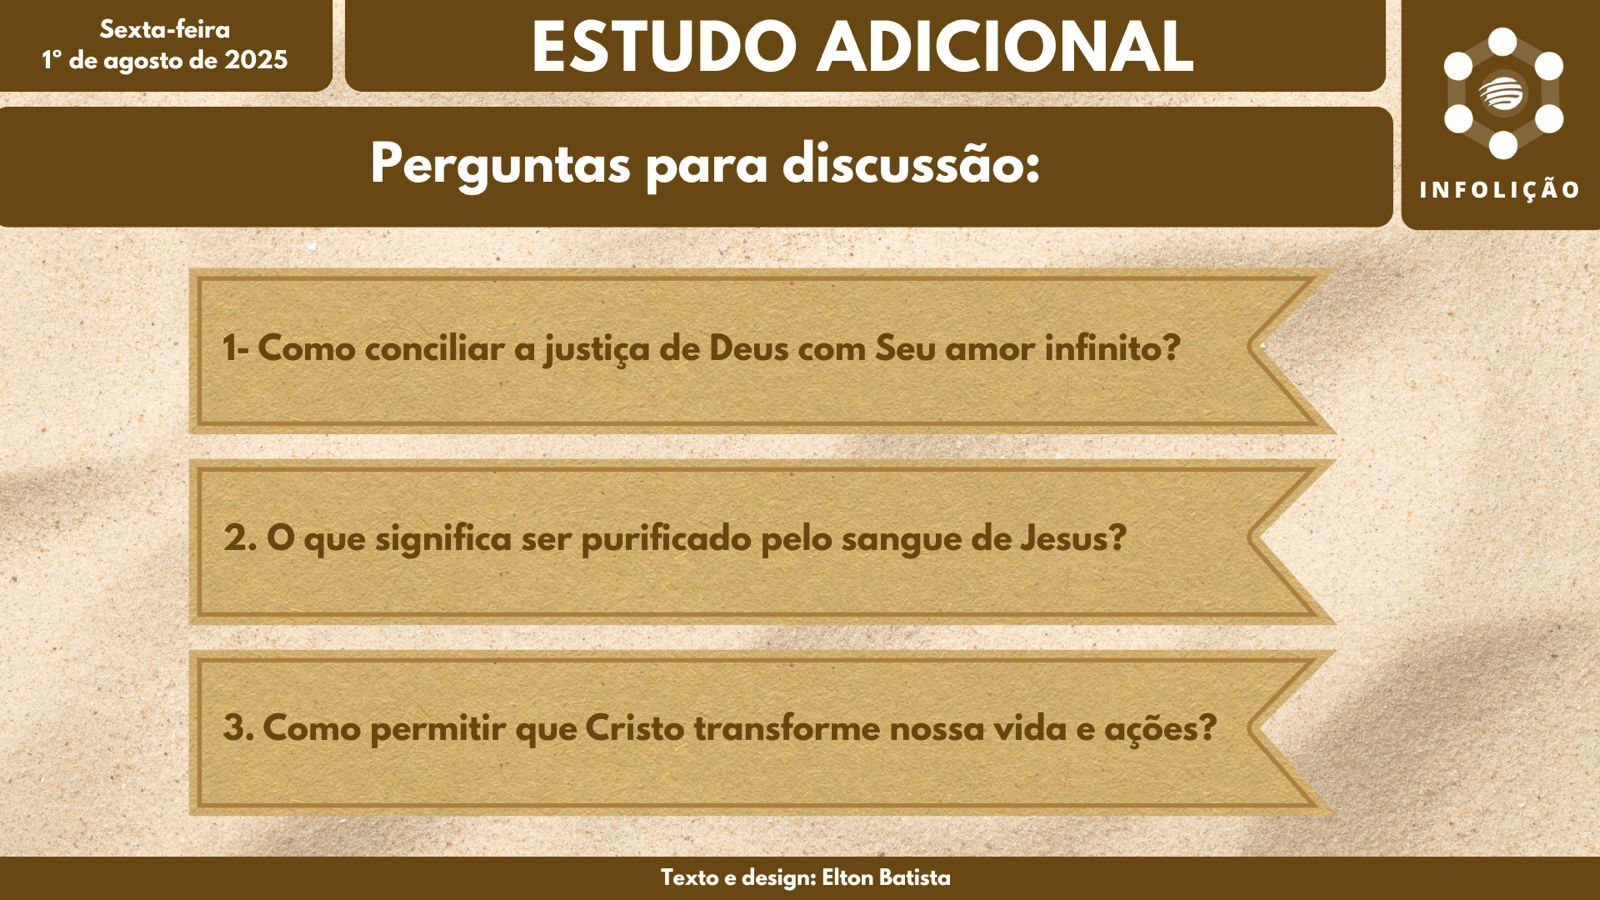 Sexta-feira
1º de agosto de 2025
ESTUDO ADICIONAL
INFOLIÇÃO
Perguntas para discussão:
1- Como conciliar a justiça de Deus com Seu amor infinito?
2. O que significa ser purificado pelo sangue de Jesus?
3. Como permitir que Cristo transforme nossa vida e ações?
Texto e design: Elton Batista